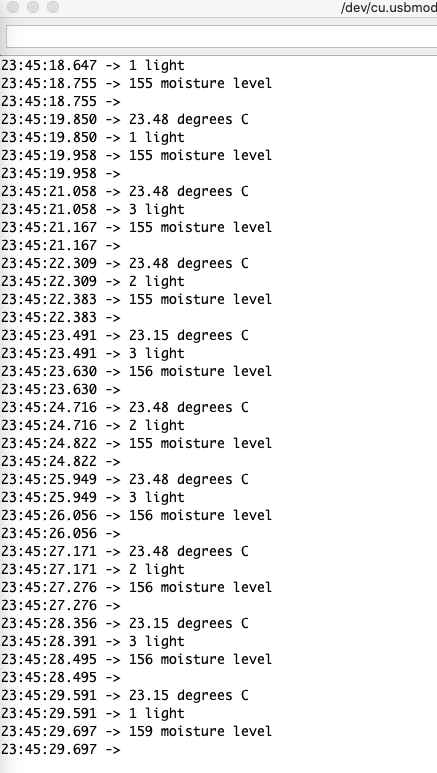 /dev/cu.usbmod
23:45:18.647 -> 1 light
23:45:18.755 -> 155 moisture level
23:45:18.755 ->
23:45:19.850 -> 23.48 degrees C
23:45:19.850 -> 1 light
23:45:19.958 -> 155 moisture level
23:45:19.958 ->
23:45:21.058 -> 23.48 degrees C
23:45:21.058 -> 3 light
23:45:21.167 -> 155 moisture level
23:45:21.167 ->
23:45:22.309 -> 23.48 degrees C
23:45:22.309 -> 2 light
23:45:22.383 -> 155 moisture level
23:45:22.383 ->
23:45:23.491 -> 23.15 degrees C
23:45:23.491 -> 3 light
23:45:23.630 -> 156 moisture level
23:45:23.630 ->
23:45:24.716 -> 23.48 degrees C
23:45:24.716 -> 2 light
23:45:24.822 -> 155 moisture level
23:45:24.822 ->
23:45:25.949 -> 23.48 degrees C
23:45:25.949 -> 3 light
23:45:26.056 -> 156 moisture level
23:45:26.056 ->
23:45:27.171 -> 23.48 degrees C
23:45:27.171 -> 2 light
23:45:27.276 -> 156 moisture level
23:45:27.276 ->
23:45:28.356 -> 23.15 degrees C
23:45:28.391 -> 3 light
23:45:28.495 -> 156 moisture level
23:45:28.495 ->
23:45:29.591 -> 23.15 degrees C
23:45:29.591 -> 1 light
23:45:29.697 -> 159 moisture level
23:45:29.697 ->